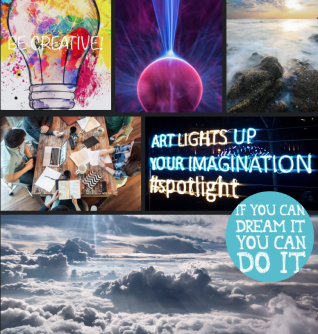 BE CREATIVE!
ART LIGHTS UP
YOUR IMAGINATION
#spotlight
IF YOU CAN
DREAM IT
YOU CAN
DO IT